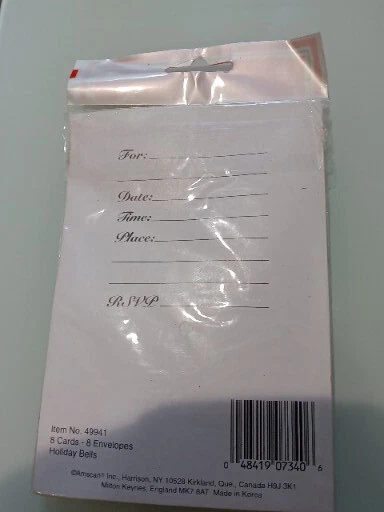 For:
Date:
Time:
Place:
RSVP
Item No. 49941
8 Cards - 8 Envelopes
Holiday Bells
0 48419 07340 6
©Amscan® Inc., Harrison, NY 10528 Kirkland, Que., Canada H9J 3K1
Milton Keynes, England MK7 8AT Made in Korea